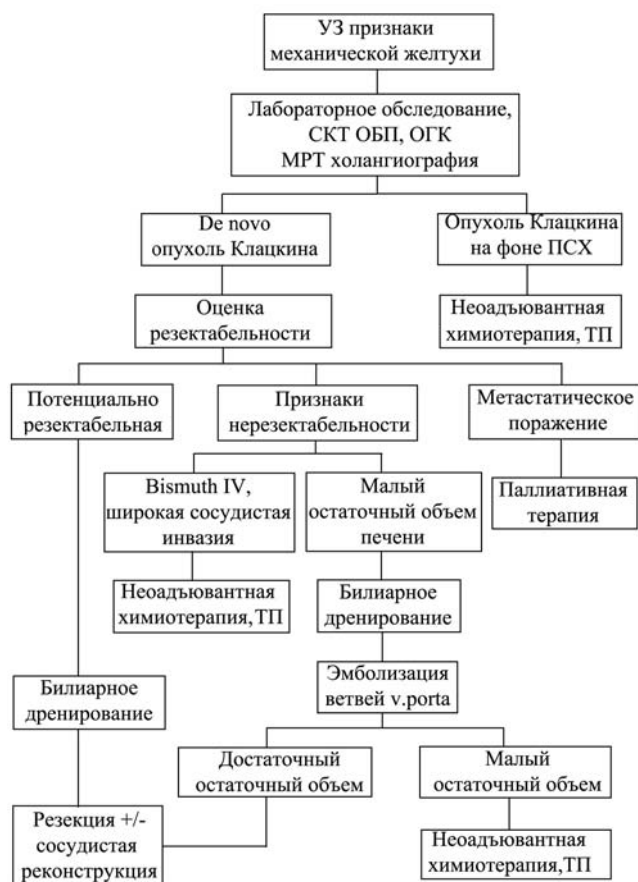 УЗ признаки
механической желтухи
Лабораторное обследование,
СКТ ОБП, ОГК
МРТ холангиография
De novo
опухоль Клацкина
Опухоль Клацкина
на фоне ПСХ
Оценка
резектабельности
Неоадъювантная
химиотерапия, ТП
Потенциально
резектабельная
Признаки
нерезектабельности
Метастатическое
поражение
Bismuth IV,
широкая сосудистая
инвазия
Малый
остаточный объем
печени
Паллиативная
терапия
Неоадъювантная
химиотерапия, ТП
Билиарное
дренирование
Эмболизация
ветвей v.porta
Билиарное
дренирование
Достаточный
остаточный объем
Малый
остаточный объем
Резекция +/-
сосудистая
реконструкция
Неоадъювантная
химиотерапия, ТП